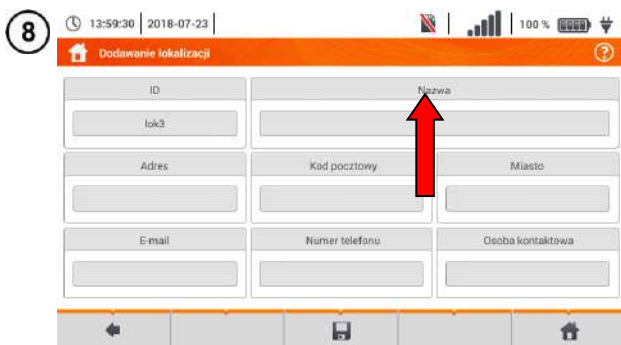 8
13:59:30 2018-07-23 100 %
Dodawanie lokalizacji ?
ID Nazwa
lok3
Adres Kod pocztowy Miasto
E-mail Numer telefonu Osoba kontaktowa